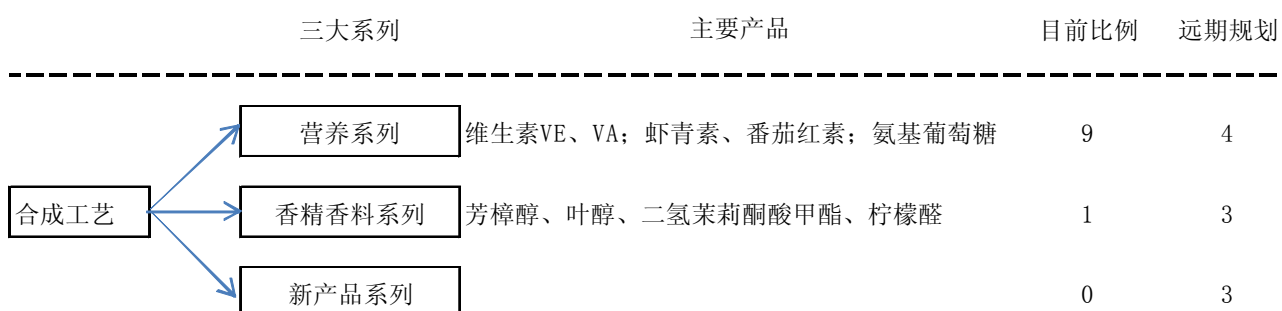 三大系列 主要产品 目前比例 远期规划
营养系列 维生素VE、VA；虾青素、番茄红素；氨基葡萄糖 9 4
合成工艺 香精香料系列 芳樟醇、叶醇、二氢茉莉酮酸甲酯、柠檬醛 1 3
新产品系列 0 3